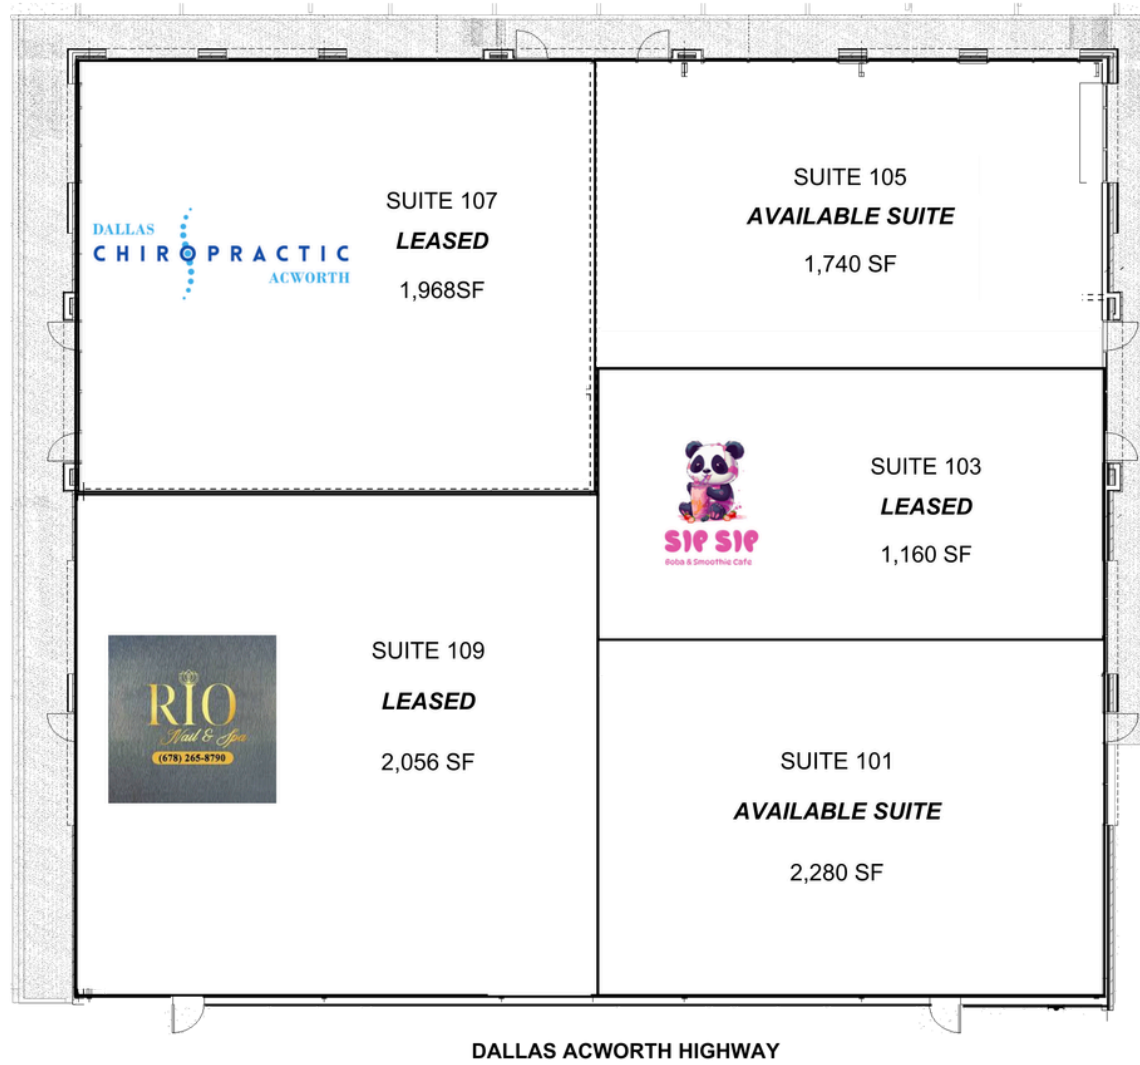 SUITE 107
LEASED
1,968SF
DALLAS
CHIROPRACTIC
ACWORTH
SUITE 105
AVAILABLE SUITE
1,740 SF
SUITE 103
LEASED
1,160 SF
SIP SIP
Boba & Smoothie Cafe
SUITE 109
LEASED
2,056 SF
RIO
Nail & Spa
(678) 265-8790
SUITE 101
AVAILABLE SUITE
2,280 SF
DALLAS ACWORTH HIGHWAY